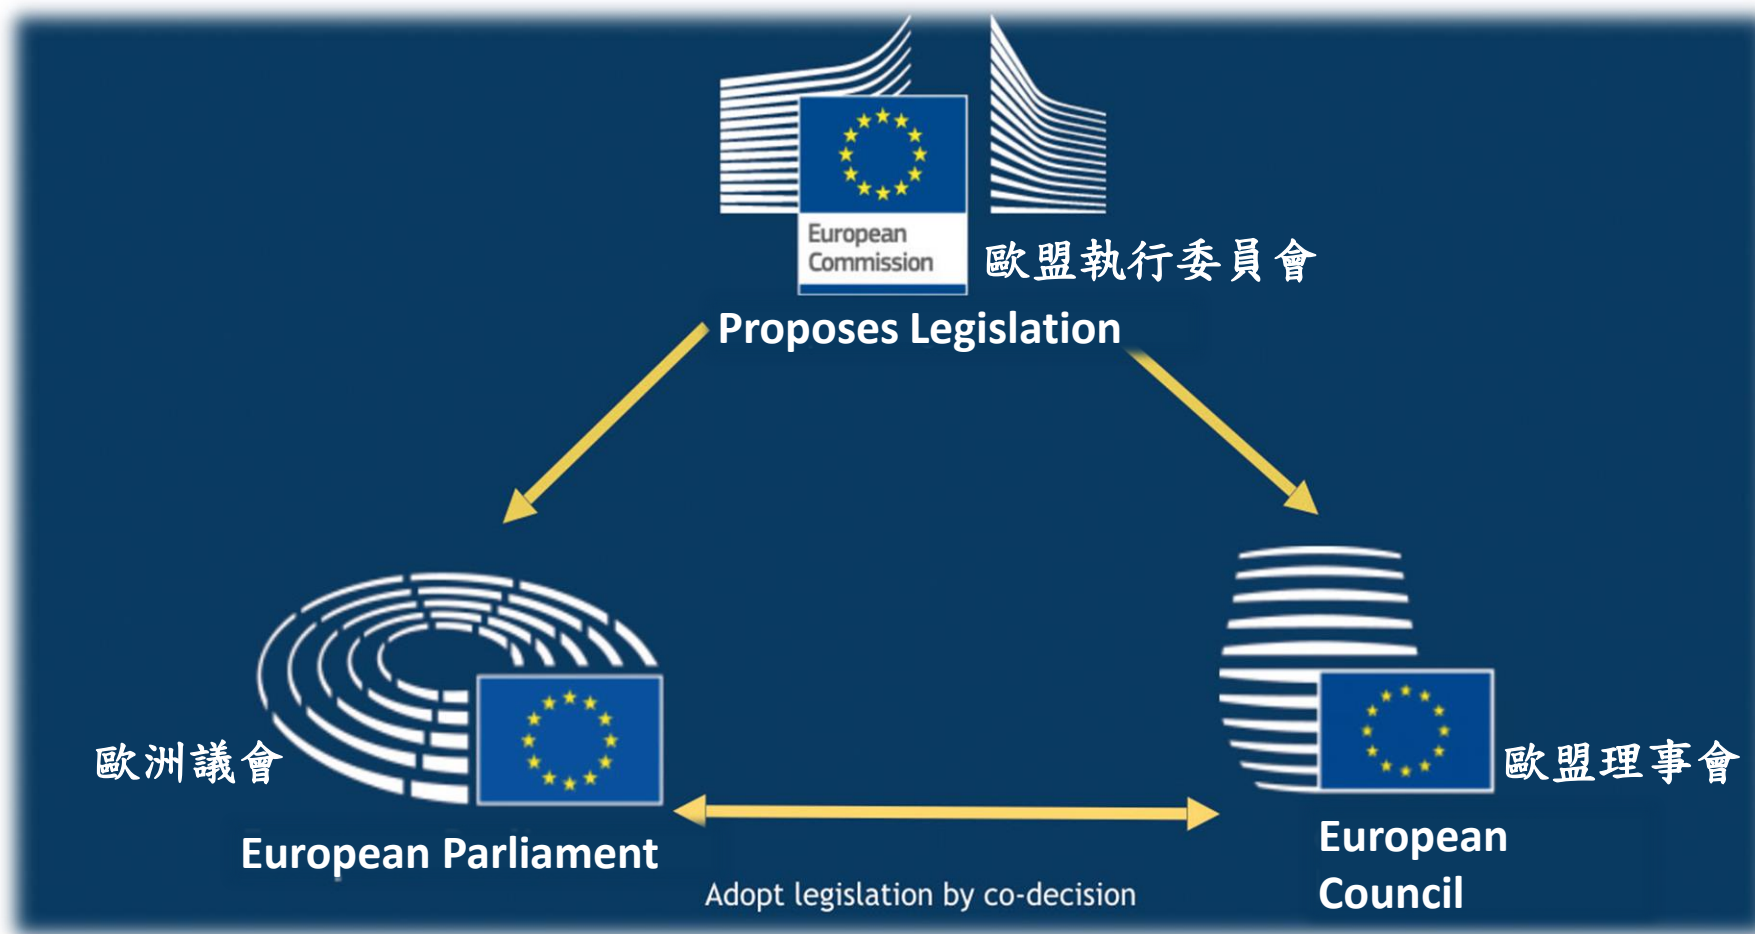 European
Commission
歐盟執行委員會
Proposes Legislation
歐洲議會
歐盟理事會
European Parliament
European
Council
Adopt legislation by co-decision